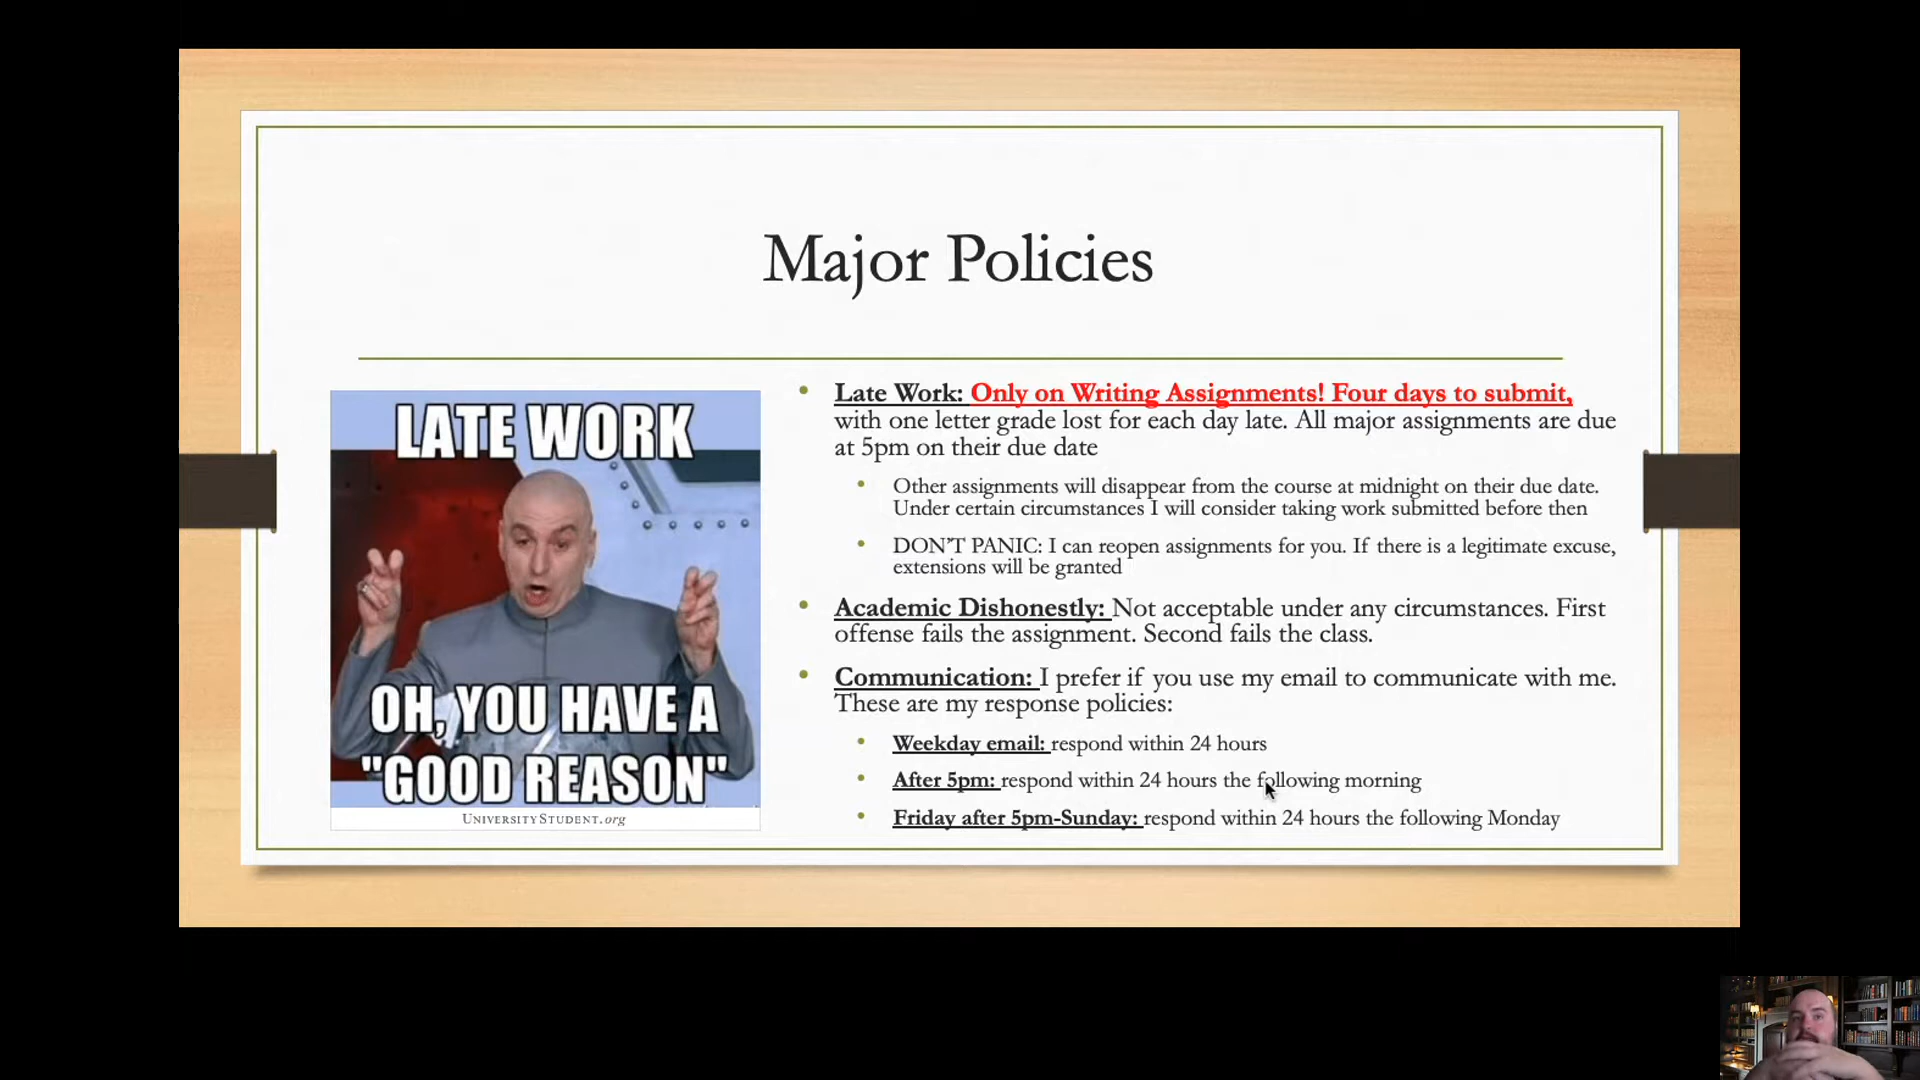 Major Policies
LATE WORK
OH, YOU HAVE A
"GOOD REASON"
UNIVERSITYSTUDENT.org
Late Work: Only on Writing Assignments! Four days to submit,
with one letter grade lost for each day late. All major assignments are due
at 5pm on their due date
Other assignments will disappear from the course at midnight on their due date.
Under certain circumstances I will consider taking work submitted before then
DON'T PANIC: I can reopen assignments for you. If there is a legitimate excuse,
extensions will be granted
Academic Dishonestly: Not acceptable under any circumstances. First
offense fails the assignment. Second fails the class.
Communication: I prefer if you use my email to communicate with me.
These are my response policies:
Weekday email: respond within 24 hours
After 5pm: respond within 24 hours the following morning
Friday after 5pm-Sunday: respond within 24 hours the following Monday